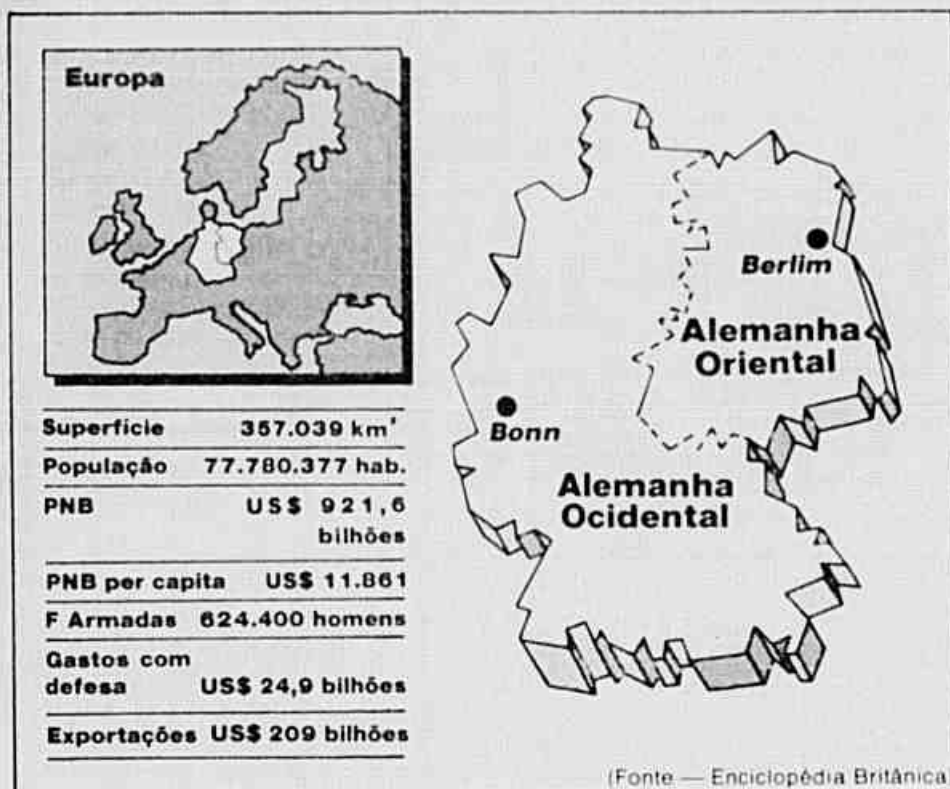 Europa
Superfície 357.039 km²
População 77.780.377 hab.
PNB US$ 921,6
bilhões
PNB per capita US$ 11.861
F Armadas 624.400 homens
Gastos com
defesa US$ 24,9 bilhões
Exportações US$ 209 bilhões
Berlim
Alemanha
Oriental
Bonn
Alemanha
Ocidental
(Fonte — Enciclopédia Britânica